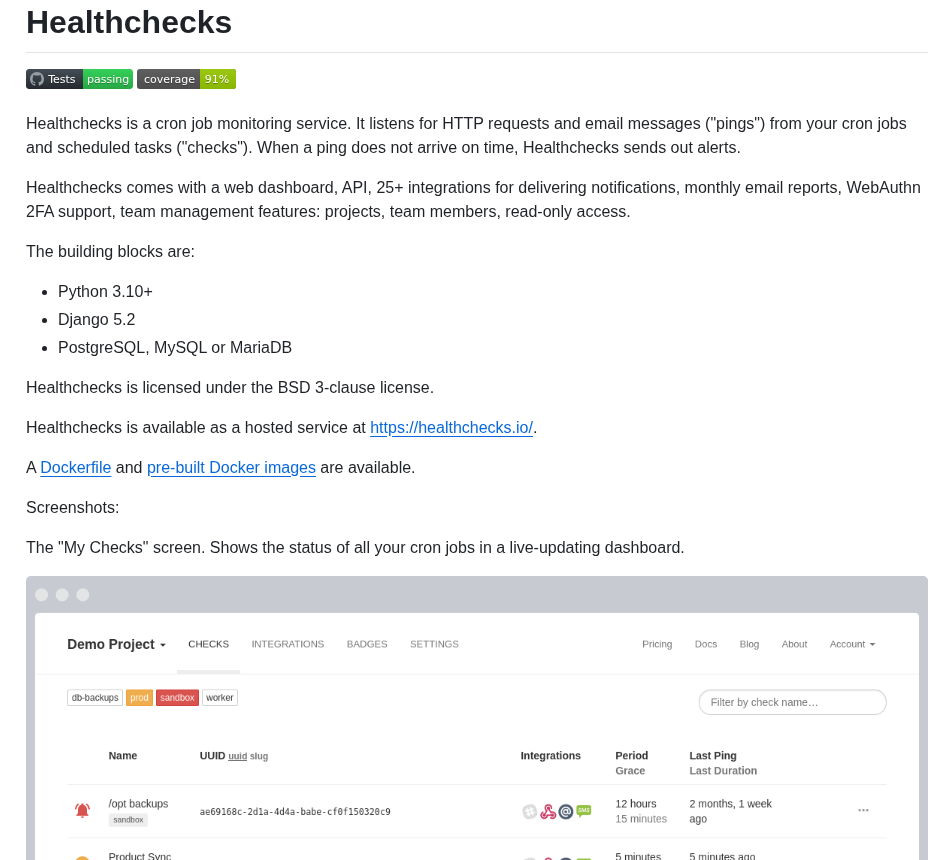 Healthchecks
Tests passing coverage 91%
Healthchecks is a cron job monitoring service. It listens for HTTP requests and email messages ("pings") from your cron jobs
and scheduled tasks ("checks"). When a ping does not arrive on time, Healthchecks sends out alerts.
Healthchecks comes with a web dashboard, API, 25+ integrations for delivering notifications, monthly email reports, WebAuthn
2FA support, team management features: projects, team members, read-only access.
The building blocks are:
Python 3.10+
Django 5.2
PostgreSQL, MySQL or MariaDB
Healthchecks is licensed under the BSD 3-clause license.
Healthchecks is available as a hosted service at https://healthchecks.io/.
A Dockerfile and pre-built Docker images are available.
Screenshots:
The "My Checks" screen. Shows the status of all your cron jobs in a live-updating dashboard.
Demo Project CHECKS INTEGRATIONS BADGES SETTINGS Pricing Docs Blog About Account
db-backups prod sandbox worker Filter by check name…
Name UUID uuid slug Integrations Period Last Ping
Grace Last Duration
/opt backups 12 hours 2 months, 1 week
sandbox ae69168c-2d1a-4d4a-babe-cf0f150320c9 SMS 15 minutes ago
Product Sync 5 minutes 5 minutes ago